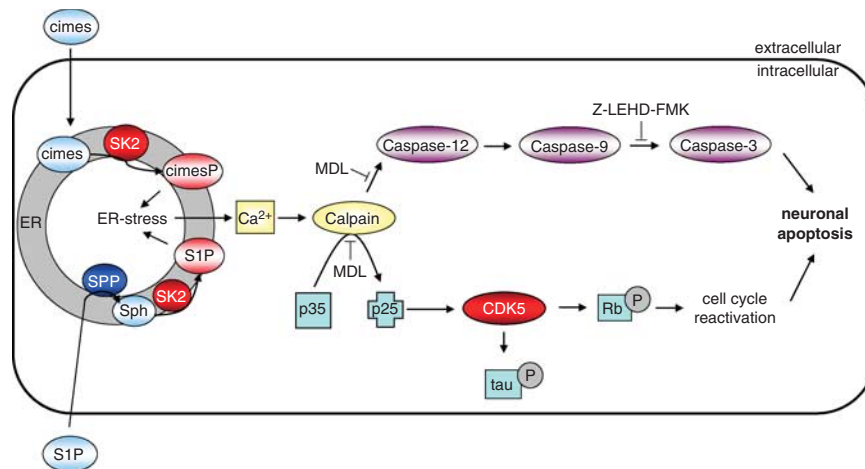 cimes
extracellular
intracellular
Z-LEHD-FMK
cimes
SK2
cimesP
MDL
Caspase-12
Caspase-9
Caspase-3
ER
ER-stress
Ca2+
Calpain
neuronal
apoptosis
S1P
MDL
SPP
SK2
Sph
p35
p25
CDK5
Rb
P
cell cycle
reactivation
tau
P
S1P